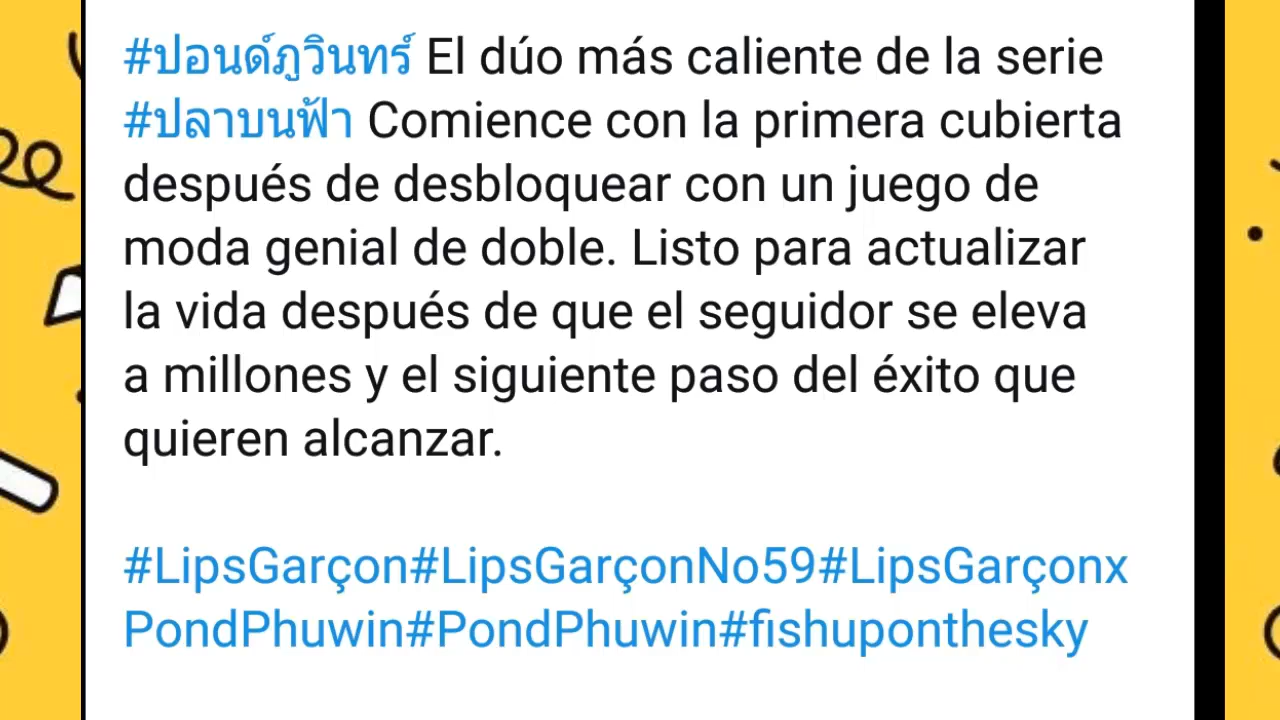 #ปอนด์ภูวินทร์ El dúo más caliente de la serie
#ปลาบนฟ้า Comience con la primera cubierta
después de desbloquear con un juego de
moda genial de doble. Listo para actualizar
la vida después de que el seguidor se eleva
a millones y el siguiente paso del éxito que
quieren alcanzar.
#LipsGarçon#LipsGarçonNo59#LipsGarçonx
PondPhuwin#PondPhuwin#fishuponthesky